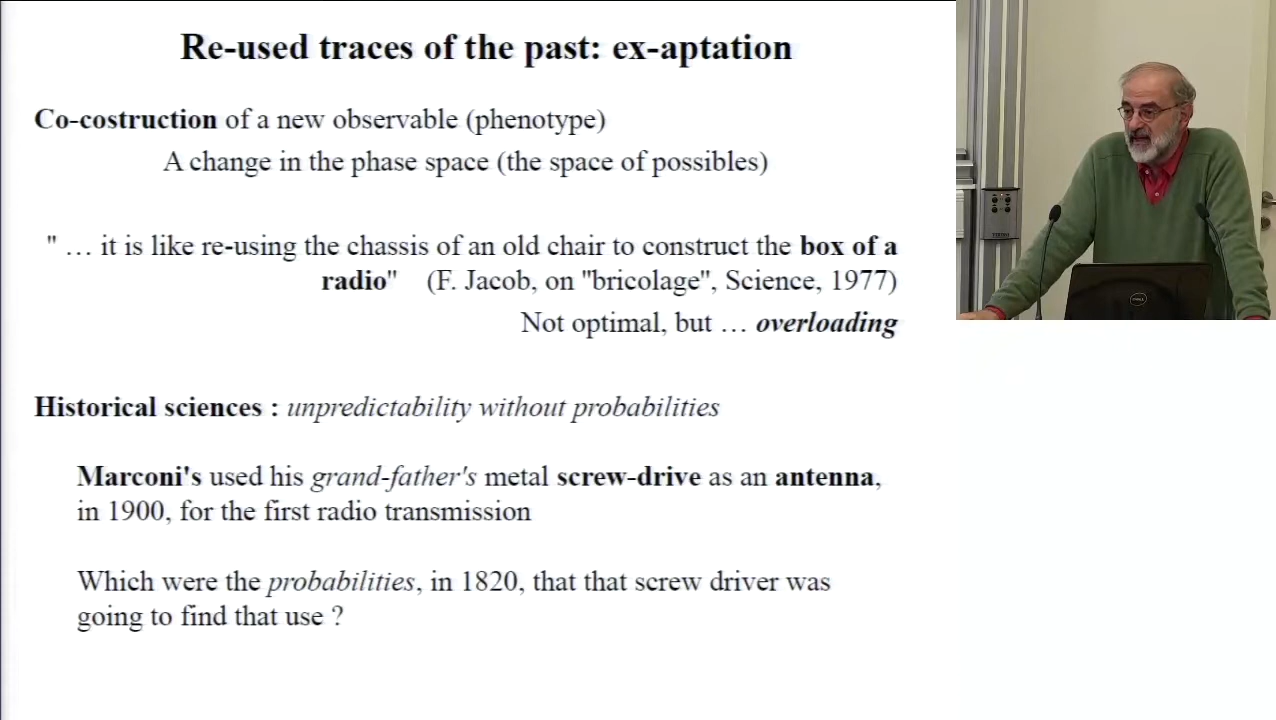 Re-used traces of the past: ex-aptation
Co-costruction of a new observable (phenotype)
A change in the phase space (the space of possibles)
" … it is like re-using the chassis of an old chair to construct the box of a
radio" (F. Jacob, on "bricolage", Science, 1977)
Not optimal, but … overloading
Historical sciences : unpredictability without probabilities
Marconi's used his grand-father's metal screw-drive as an antenna,
in 1900, for the first radio transmission
Which were the probabilities, in 1820, that that screw driver was
going to find that use ?
DELL